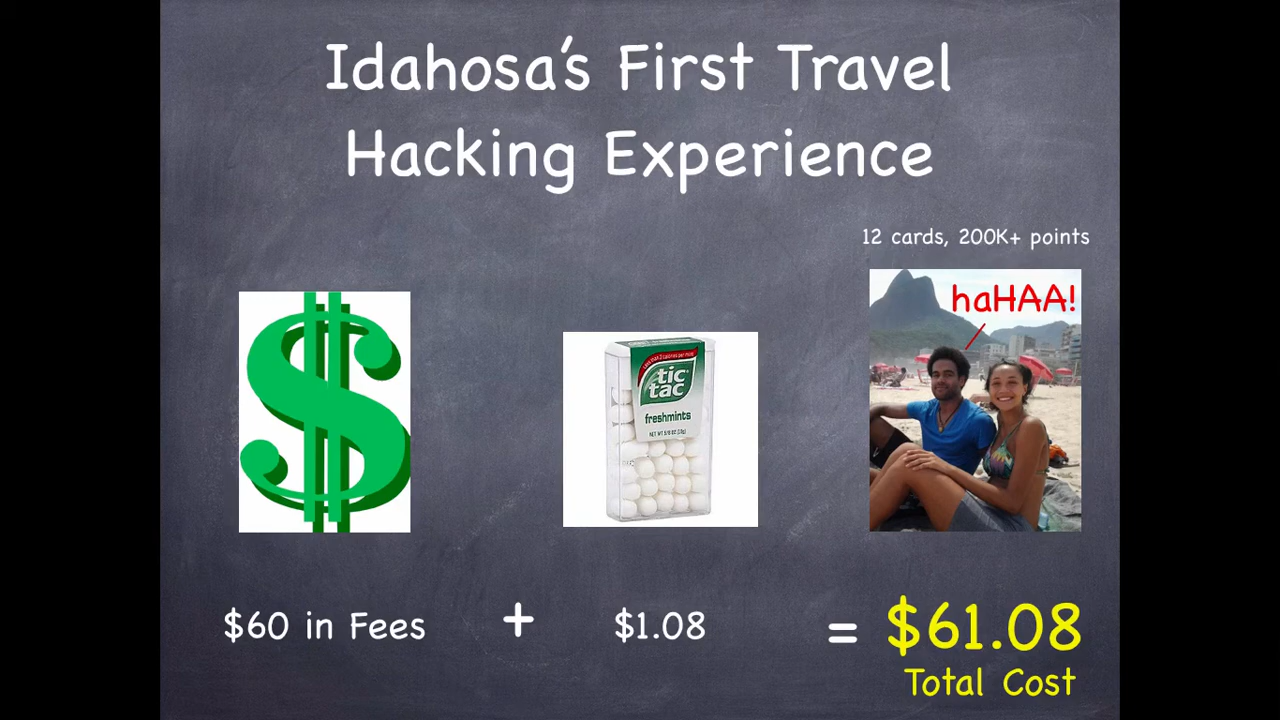 Idahosa's First Travel
Hacking Experience
12 cards, 200K+ points
haHAA!
tic
tac
freshmints
$60 in Fees + $1.08 = $61.08
Total Cost